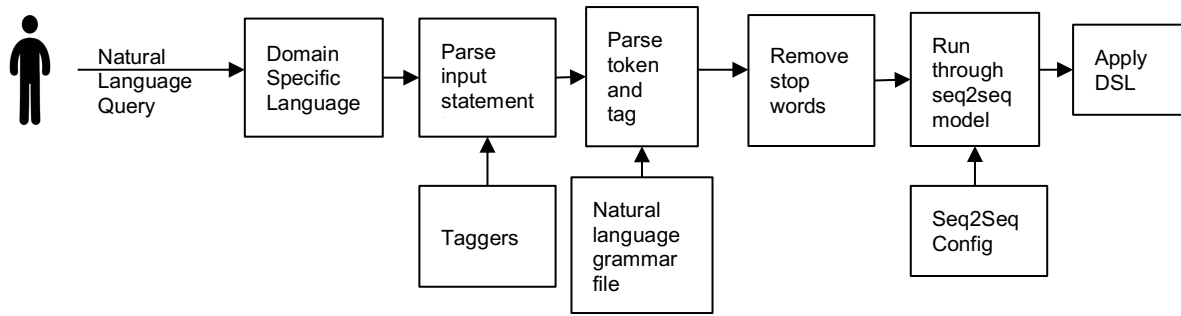 Natural
Language
Query
Domain
Specific
Language
Parse
input
statement
Parse
token
and
tag
Remove
stop
words
Run
through
seq2seq
model
Apply
DSL
Taggers
Natural
language
grammar
file
Seq2Seq
Config